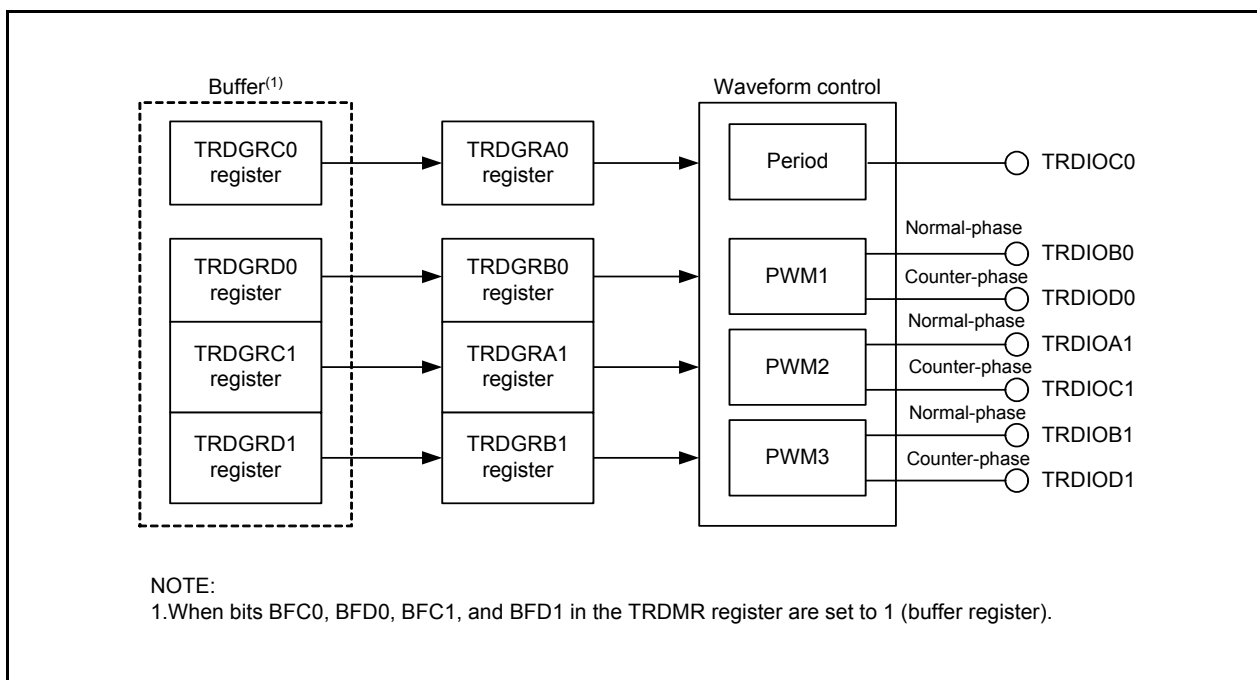 Buffer(1)
Waveform control
TRDGRC0
register
TRDGRA0
register
Period
TRDIOC0
TRDGRD0
register
TRDGRB0
register
PWM1
Normal-phase
TRDIOB0
Counter-phase
TRDIOD0
TRDGRC1
register
TRDGRA1
register
PWM2
Normal-phase
TRDIOA1
Counter-phase
TRDIOC1
TRDGRD1
register
TRDGRB1
register
PWM3
Normal-phase
TRDIOB1
Counter-phase
TRDIOD1
NOTE:
1.When bits BFC0, BFD0, BFC1, and BFD1 in the TRDMR register are set to 1 (buffer register).